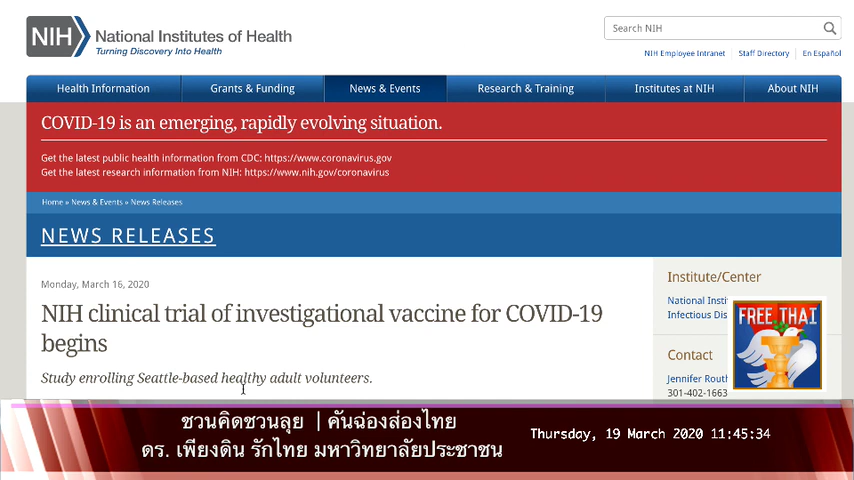 NIH National Institutes of Health
Turning Discovery Into Health
Search NIH
NIH Employee Intranet Staff Directory En Español
Health Information Grants & Funding News & Events Research & Training Institutes at NIH About NIH
COVID-19 is an emerging, rapidly evolving situation.
Get the latest public health information from CDC: https://www.coronavirus.gov
Get the latest research information from NIH: https://www.nih.gov/coronavirus
Home » News & Events » News Releases
NEWS RELEASES
Monday, March 16, 2020
NIH clinical trial of investigational vaccine for COVID-19
begins
Study enrolling Seattle-based healthy adult volunteers.
Institute/Center
National Insti
Infectious Dis
Contact
Jennifer Routh
301-402-1663
FREE THAI
ชวนคิดชวนลุย | คันฉ่องส่องไทย
ดร. เพียงดิน รักไทย มหาวิทยาลัยประชาชน
Thursday, 19 March 2020 11:45:34